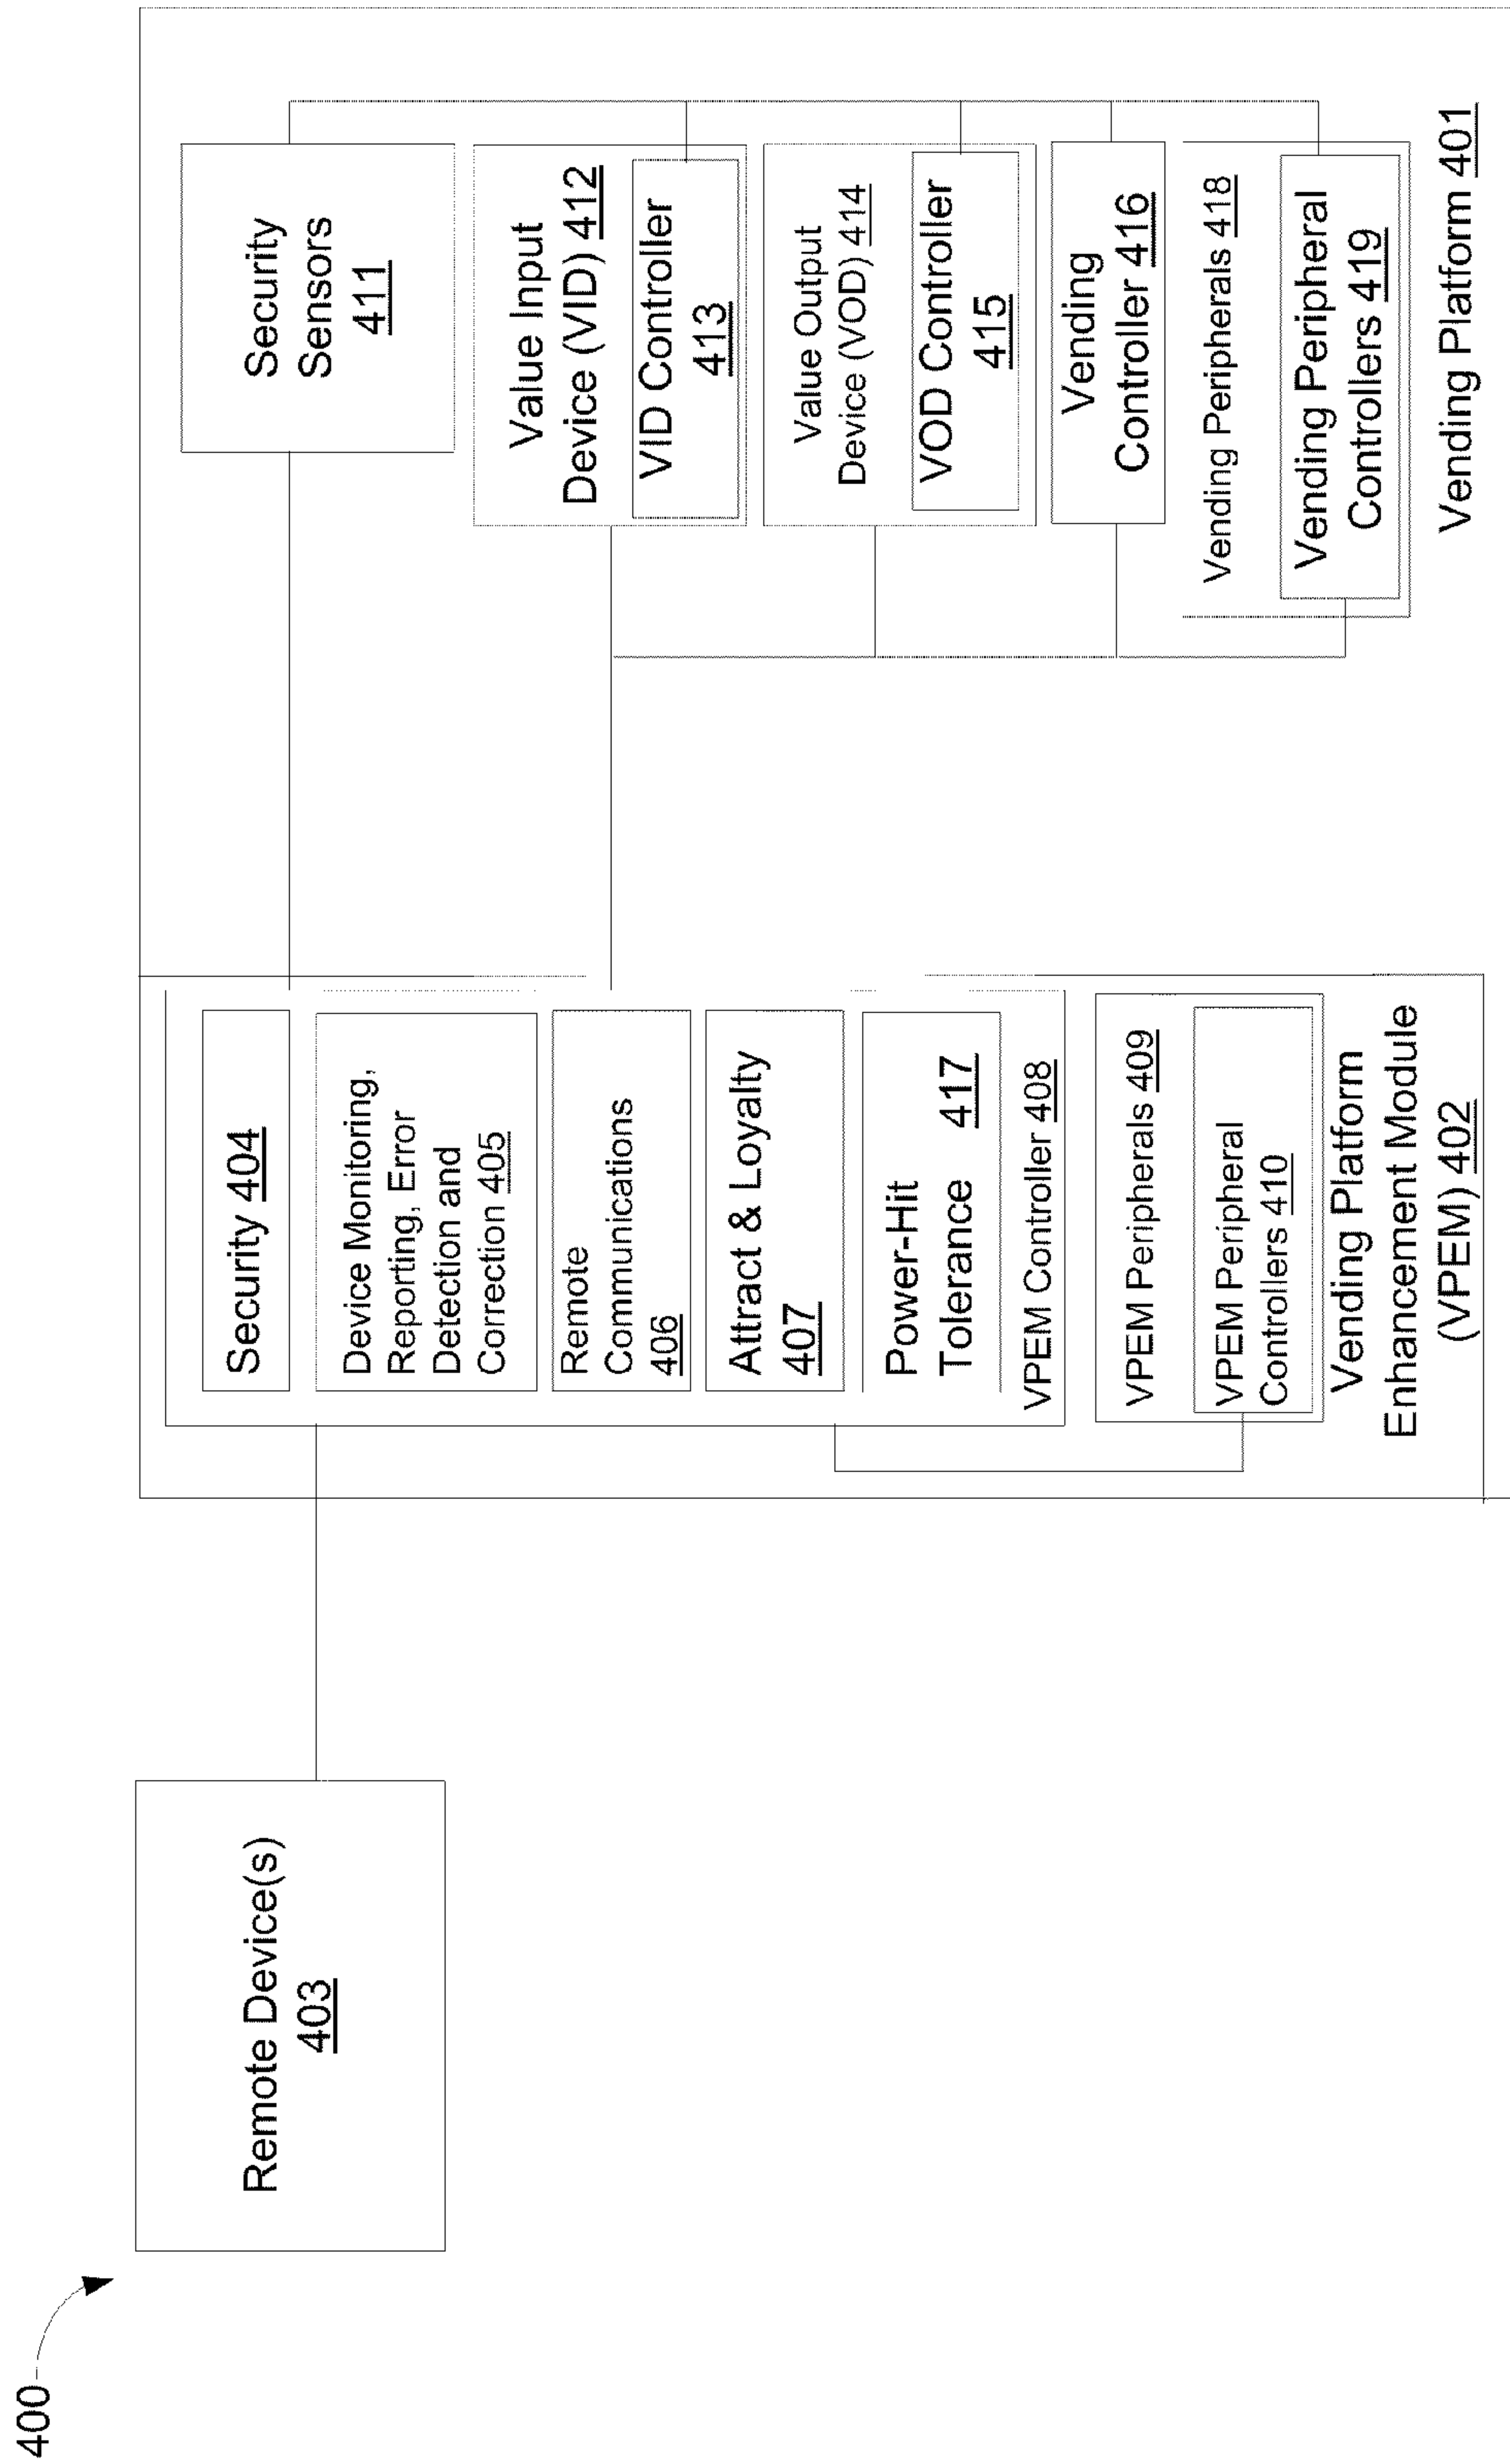 400
Remote Device(s)
403
Security 404
Device Monitoring,
Reporting, Error
Detection and
Correction 405
Remote
Communications
406
Attract & Loyalty
407
Power-Hit
Tolerance 417
VPEM Controller 408
VPEM Peripherals 409
VPEM Peripheral
Controllers 410
Vending Platform
Enhancement Module
(VPEM) 402
Security
Sensors
411
Value Input
Device (VID) 412
VID Controller
413
Value Output
Device (VOD) 414
VOD Controller
415
Vending
Controller 416
Vending Peripherals 418
Vending Peripheral
Controllers 419
Vending Platform 401